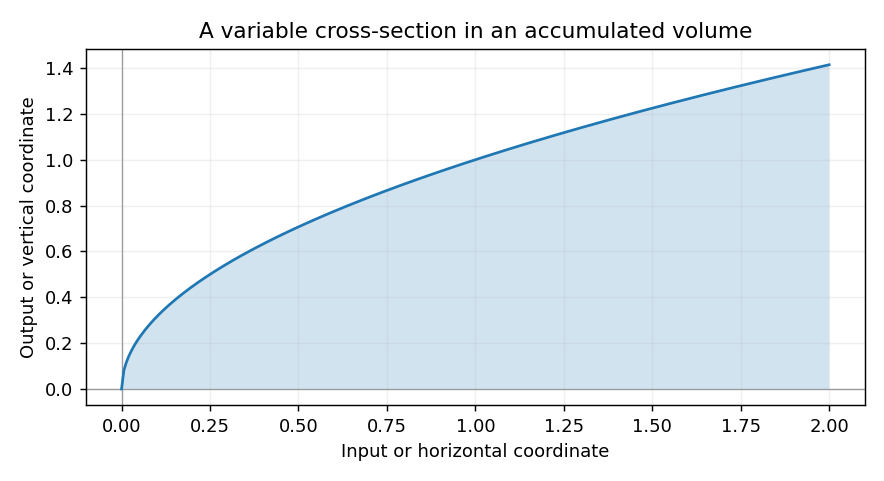 A variable cross-section in an accumulated volume
Output or vertical coordinate
1.4
1.2
1.0
0.8
0.6
0.4
0.2
0.0
0.00 0.25 0.50 0.75 1.00 1.25 1.50 1.75 2.00
Input or horizontal coordinate